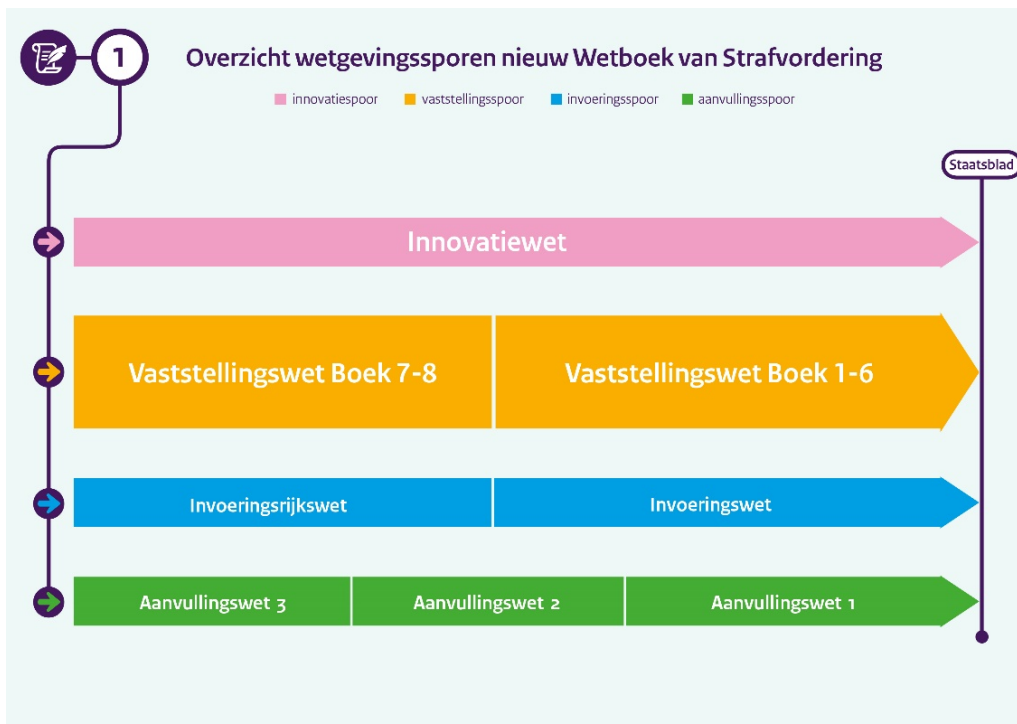 1
Overzicht wetgevingssporen nieuw Wetboek van Strafvordering
innovatiespoor vaststellingsspoor invoeringsspoor aanvullingsspoor
Staatsblad
Innovatiewet
Vaststellingswet Boek 7-8 Vaststellingswet Boek 1-6
Invoeringsrijkswet Invoeringswet
Aanvullingswet 3 Aanvullingswet 2 Aanvullingswet 1